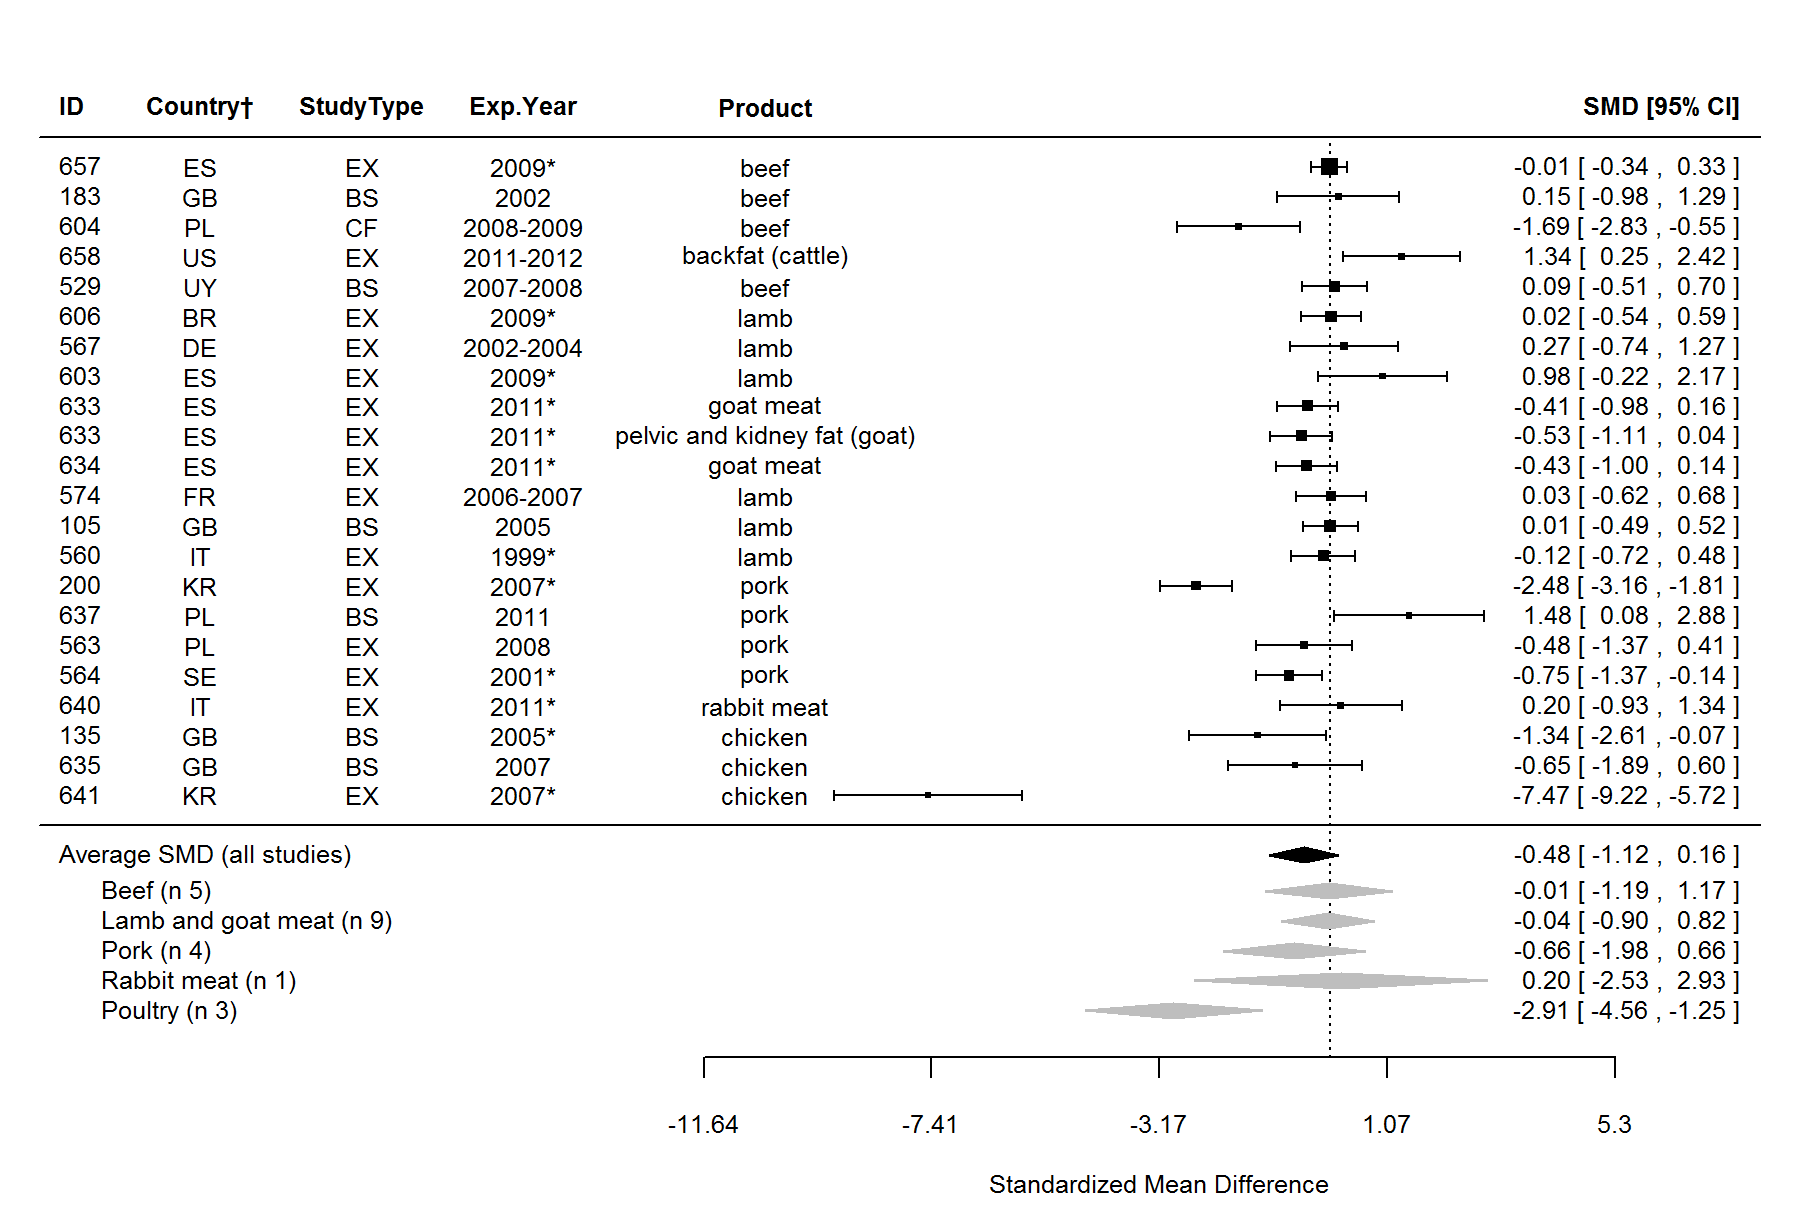 ID Country† StudyType Exp.Year Product SMD [95% CI]
657 ES EX 2009* beef -0.01 [ -0.34 , 0.33 ]
183 GB BS 2002 beef 0.15 [ -0.98 , 1.29 ]
604 PL CF 2008-2009 beef -1.69 [ -2.83 , -0.55 ]
658 US EX 2011-2012 backfat (cattle) 1.34 [ 0.25 , 2.42 ]
529 UY BS 2007-2008 beef 0.09 [ -0.51 , 0.70 ]
606 BR EX 2009* lamb 0.02 [ -0.54 , 0.59 ]
567 DE EX 2002-2004 lamb 0.27 [ -0.74 , 1.27 ]
603 ES EX 2009* lamb 0.98 [ -0.22 , 2.17 ]
633 ES EX 2011* goat meat -0.41 [ -0.98 , 0.16 ]
633 ES EX 2011* pelvic and kidney fat (goat) -0.53 [ -1.11 , 0.04 ]
634 ES EX 2011* goat meat -0.43 [ -1.00 , 0.14 ]
574 FR EX 2006-2007 lamb 0.03 [ -0.62 , 0.68 ]
105 GB BS 2005 lamb 0.01 [ -0.49 , 0.52 ]
560 IT EX 1999* lamb -0.12 [ -0.72 , 0.48 ]
200 KR EX 2007* pork -2.48 [ -3.16 , -1.81 ]
637 PL BS 2011 pork 1.48 [ 0.08 , 2.88 ]
563 PL EX 2008 pork -0.48 [ -1.37 , 0.41 ]
564 SE EX 2001* pork -0.75 [ -1.37 , -0.14 ]
640 IT EX 2011* rabbit meat 0.20 [ -0.93 , 1.34 ]
135 GB BS 2005* chicken -1.34 [ -2.61 , -0.07 ]
635 GB BS 2007 chicken -0.65 [ -1.89 , 0.60 ]
641 KR EX 2007* chicken -7.47 [ -9.22 , -5.72 ]
Average SMD (all studies) -0.48 [ -1.12 , 0.16 ]
Beef (n 5) -0.01 [ -1.19 , 1.17 ]
Lamb and goat meat (n 9) -0.04 [ -0.90 , 0.82 ]
Pork (n 4) -0.66 [ -1.98 , 0.66 ]
Rabbit meat (n 1) 0.20 [ -2.53 , 2.93 ]
Poultry (n 3) -2.91 [ -4.56 , -1.25 ]
-11.64 -7.41 -3.17 1.07 5.3
Standardized Mean Difference